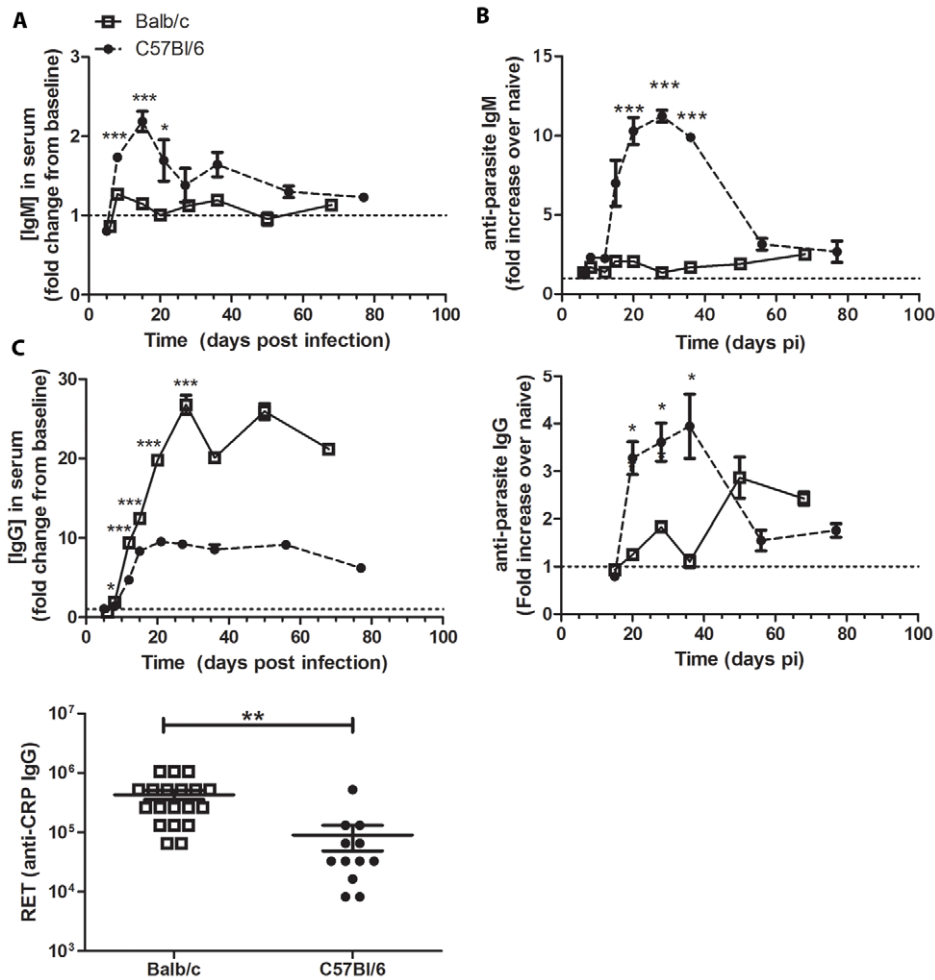 A
Balb/c
C57Bl/6
[IgM] in serum
(fold change from baseline)
3
2
1
0
***
***
*
0 20 40 60 80 100
Time (days post infection)
B
anti-parasite IgM
(fold increase over naive)
15
10
5
0
***
***
***
0 20 40 60 80 100
Time (days pi)
C
[IgG] in serum
(fold change from baseline)
30
20
10
0
*
***
***
***
***
0 20 40 60 80 100
Time (days post infection)
anti-parasite IgG
(Fold increase over naive)
5
4
3
2
1
0
*
*
*
0 20 40 60 80 100
Time (days pi)
RET (anti-CRP IgG)
10⁷
10⁶
10⁵
10⁴
10³
**
Balb/c C57Bl/6